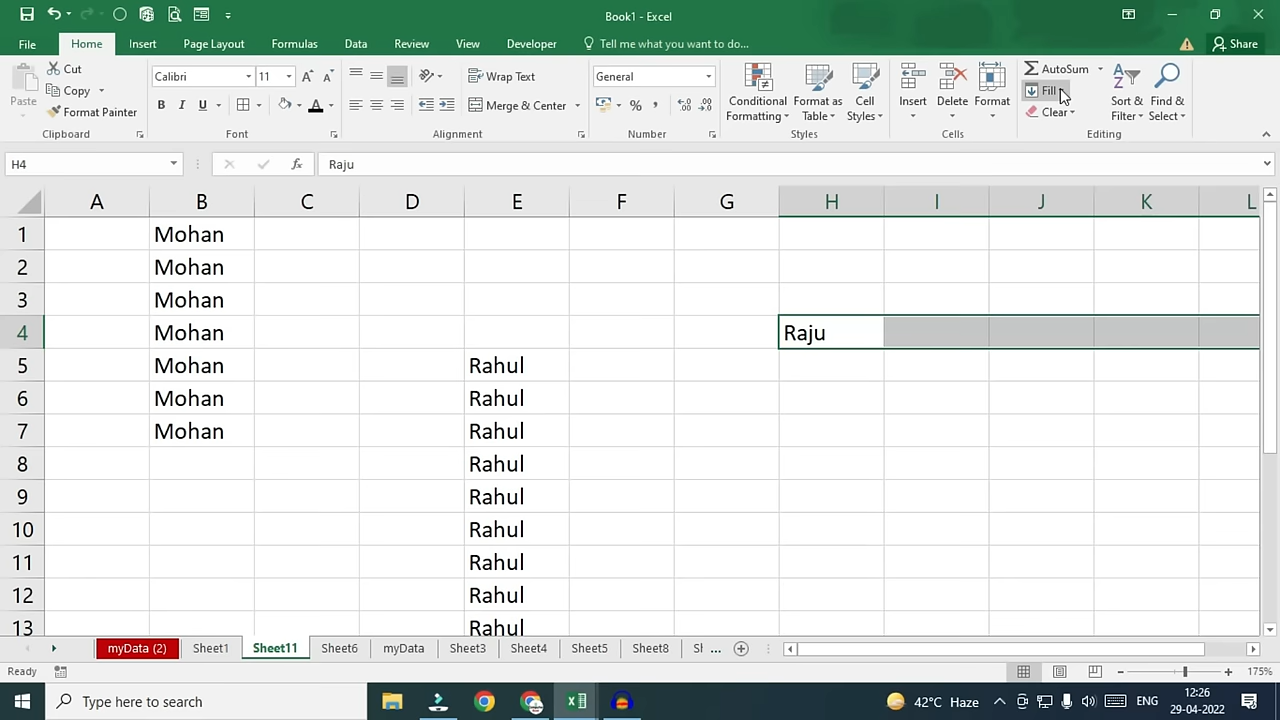 Book1 - Excel
File Home Insert Page Layout Formulas Data Review View Developer Tell me what you want to do... Share
Paste
Cut
Copy
Format Painter
Clipboard
Calibri 11
B I U
Font
Wrap Text
Merge & Center
Alignment
General
Number
Conditional Formatting
Format as Table
Cell Styles
Styles
Insert Delete Format
Cells
AutoSum
Fill
Clear
Sort & Filter
Find & Select
Editing
H4 fx Raju
A B C D E F G H I J K L
1 Mohan
2 Mohan
3 Mohan
4 Mohan Raju
5 Mohan Rahul
6 Mohan Rahul
7 Mohan Rahul
8 Rahul
9 Rahul
10 Rahul
11 Rahul
12 Rahul
13 Rahul
myData (2) Sheet1 Sheet11 Sheet6 myData Sheet3 Sheet4 Sheet5 Sheet8 ...
Ready 175%
Type here to search 42°C Haze ENG 12:26
29-04-2022